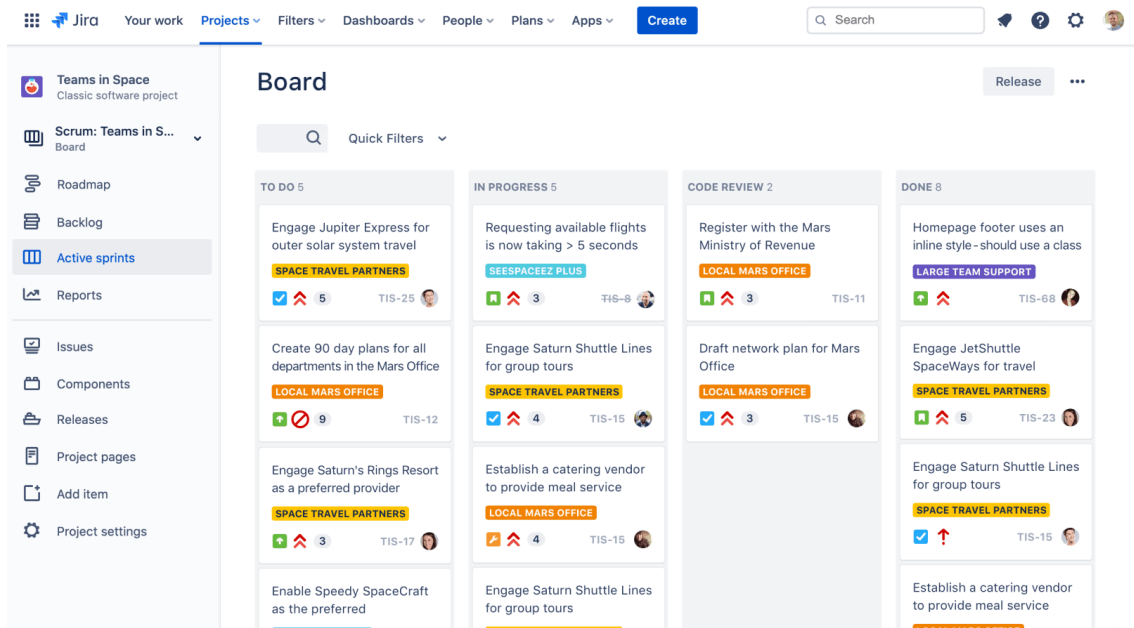 Jira
Your work
Projects
Filters
Dashboards
People
Plans
Apps
Create
Search
Teams in Space
Classic software project
Scrum: Teams in S...
Board
Roadmap
Backlog
Active sprints
Reports
Issues
Components
Releases
Project pages
Add item
Project settings
Board
Release
Quick Filters
TO DO 5
Engage Jupiter Express for
outer solar system travel
SPACE TRAVEL PARTNERS
5
TIS-25
Create 90 day plans for all
departments in the Mars Office
LOCAL MARS OFFICE
9
TIS-12
Engage Saturn's Rings Resort
as a preferred provider
SPACE TRAVEL PARTNERS
3
TIS-17
Enable Speedy SpaceCraft
as the preferred
IN PROGRESS 5
Requesting available flights
is now taking > 5 seconds
SEESPACEEZ PLUS
3
TIS-8
Engage Saturn Shuttle Lines
for group tours
SPACE TRAVEL PARTNERS
4
TIS-15
Establish a catering vendor
to provide meal service
LOCAL MARS OFFICE
4
TIS-15
Engage Saturn Shuttle Lines
for group tours
CODE REVIEW 2
Register with the Mars
Ministry of Revenue
LOCAL MARS OFFICE
3
TIS-11
Draft network plan for Mars
Office
LOCAL MARS OFFICE
3
TIS-15
DONE 8
Homepage footer uses an
inline style-should use a class
LARGE TEAM SUPPORT
TIS-68
Engage JetShuttle
SpaceWays for travel
SPACE TRAVEL PARTNERS
5
TIS-23
Engage Saturn Shuttle Lines
for group tours
SPACE TRAVEL PARTNERS
TIS-15
Establish a catering vendor
to provide meal service